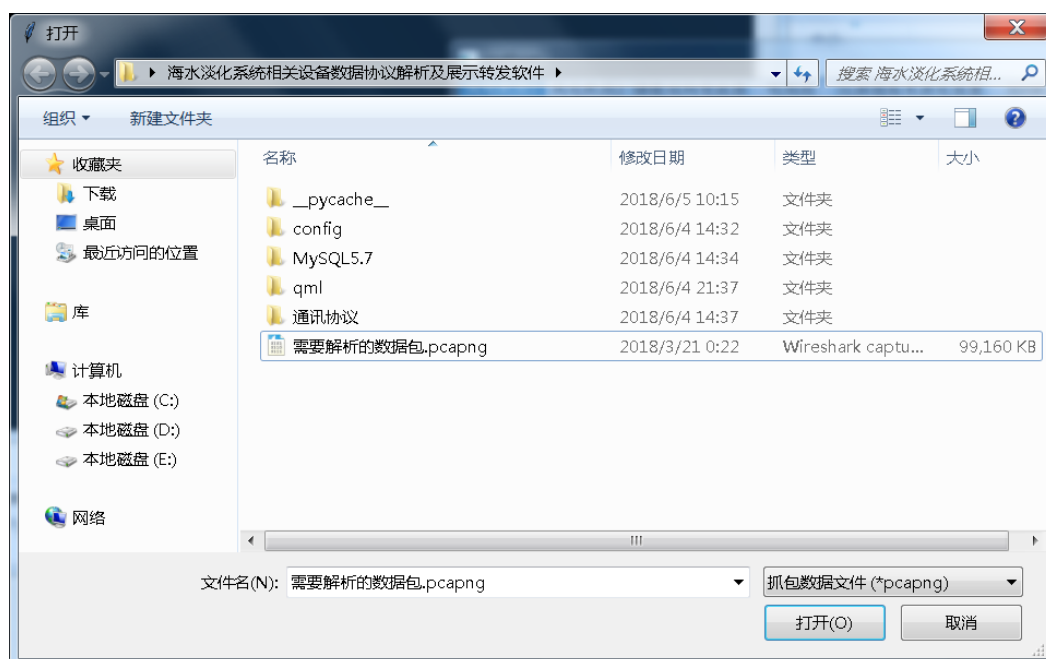 打开
海水淡化系统相关设备数据协议解析及展示转发软件
搜索 海水淡化系统相...
组织
新建文件夹
名称 修改日期 类型 大小
收藏夹
下载
桌面
最近访问的位置
库
计算机
本地磁盘 (C:)
本地磁盘 (D:)
本地磁盘 (E:)
网络
__pycache__ 2018/6/5 10:15 文件夹
config 2018/6/4 14:32 文件夹
MySQL5.7 2018/6/4 14:34 文件夹
qml 2018/6/4 21:37 文件夹
通讯协议 2018/6/4 14:37 文件夹
需要解析的数据包.pcapng 2018/3/21 0:22 Wireshark captu... 99,160 KB
文件名(N): 需要解析的数据包.pcapng 抓包数据文件 (*pcapng)
打开(O) 取消